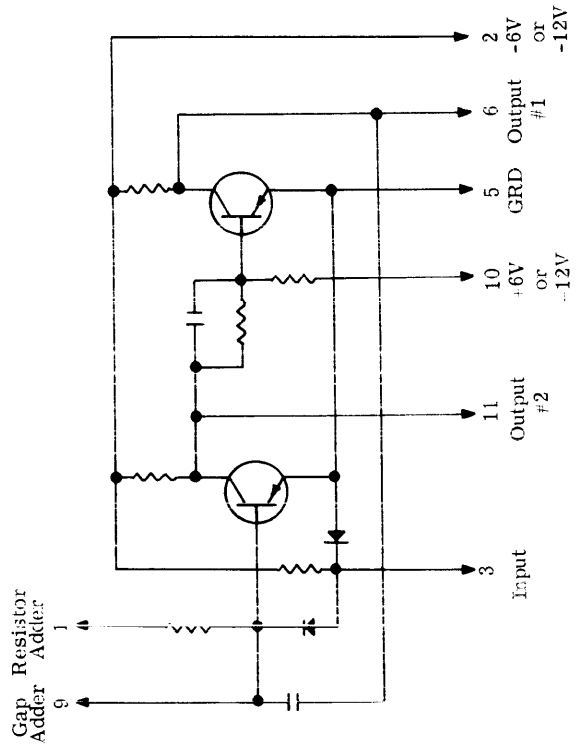 Gap
Adder
9
Resistor
Adder
1
3
Input
11
Output
#2
10
+6V
or
-12V
5
GRD
6
Output
#1
2
-6V
or
-12V